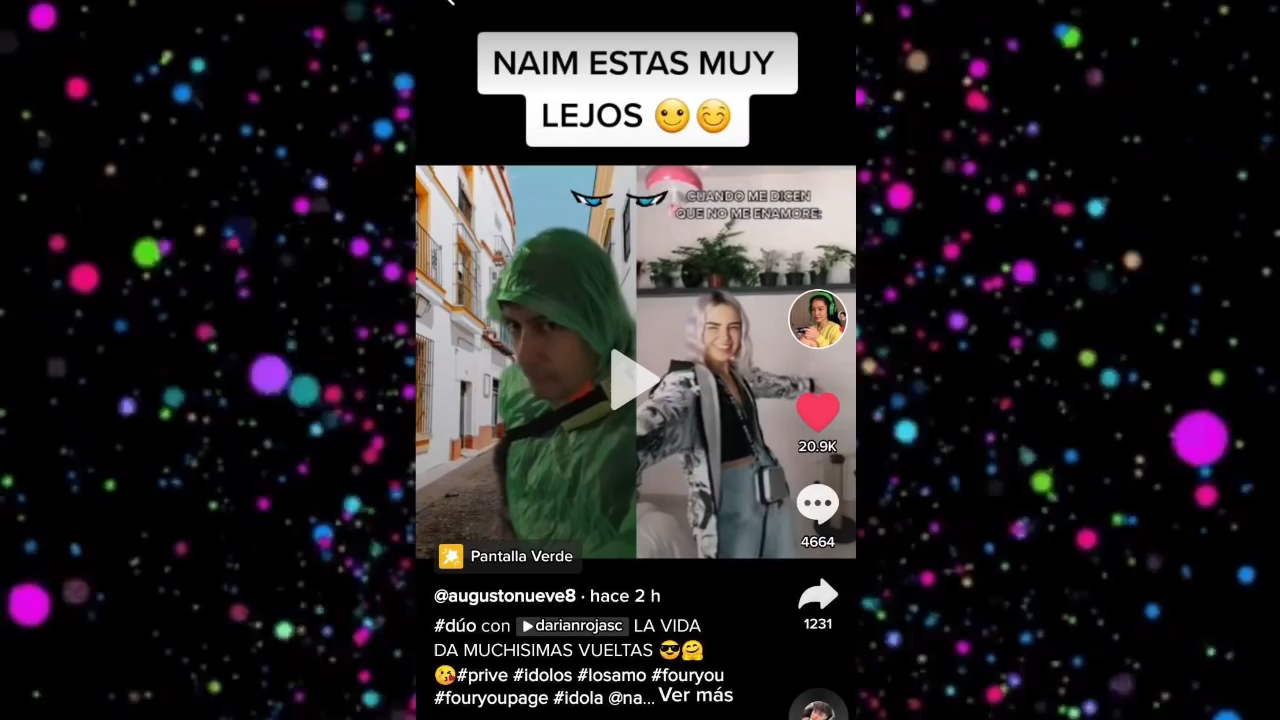 NAIM ESTAS MUY
LEJOS 🙂😊
CUANDO ME DICEN
QUE NO ME ENAMORE:
20.9K
4664
Pantalla Verde
@augustonueve8 · hace 2 h
1231
#dúo con ▶darianrojasc LA VIDA
DA MUCHISIMAS VUELTAS 😎🤗
😘#prive #idolos #losamo #fouryou
#fouryoupage #idola @na... Ver más